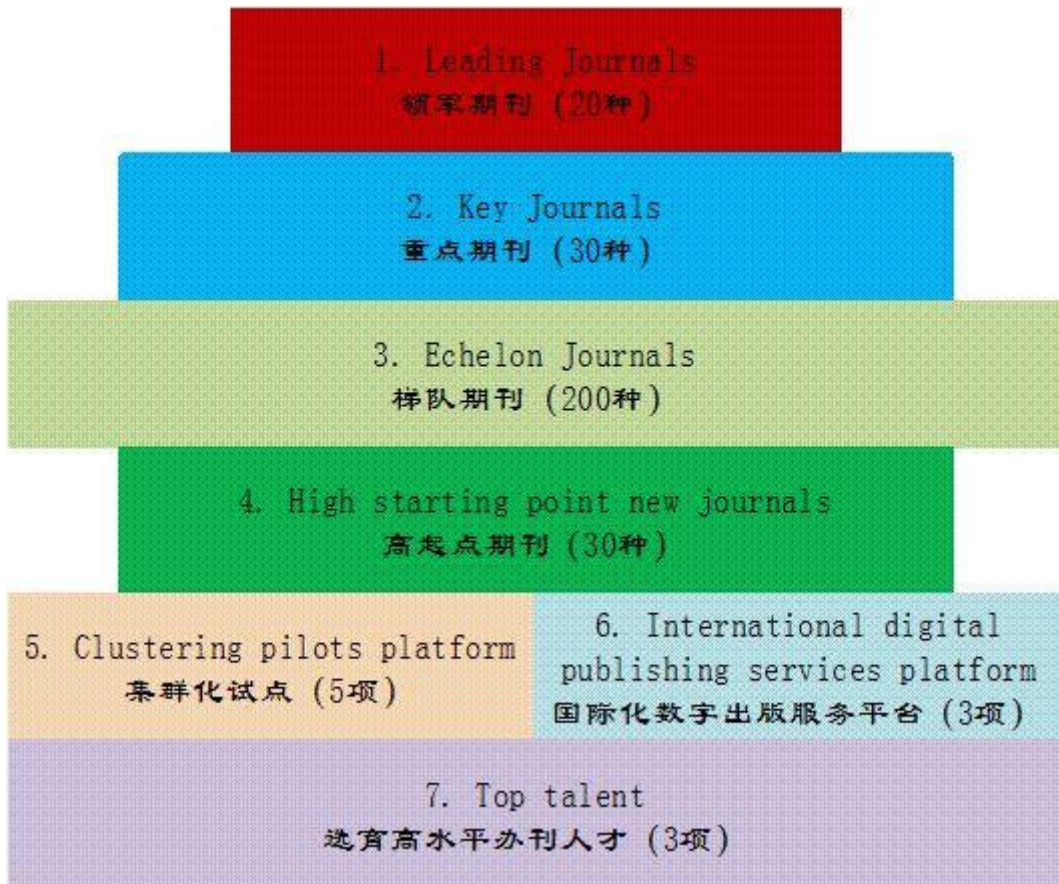 1. Leading Journals
领军期刊 (20种)
2. Key Journals
重点期刊 (30种)
3. Echelon Journals
梯队期刊 (200种)
4. High starting point new journals
高起点期刊 (30种)
5. Clustering pilots platform
集群化试点 (5项)
6. International digital
publishing services platform
国际化数字出版服务平台 (3项)
7. Top talent
选育高水平办刊人才 (3项)